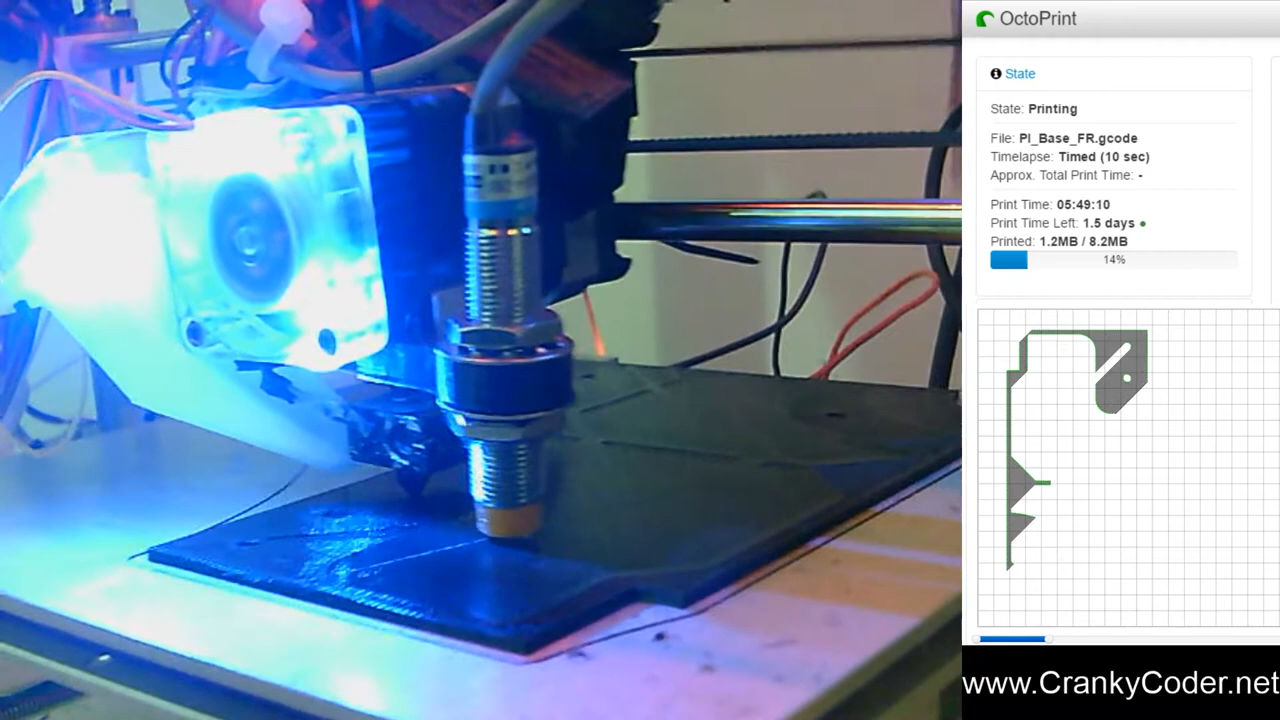 OctoPrint
State
State: Printing
File: PI_Base_FR.gcode
Timelapse: Timed (10 sec)
Approx. Total Print Time: -
Print Time: 05:49:10
Print Time Left: 1.5 days
Printed: 1.2MB / 8.2MB
14%
www.CrankyCoder.net